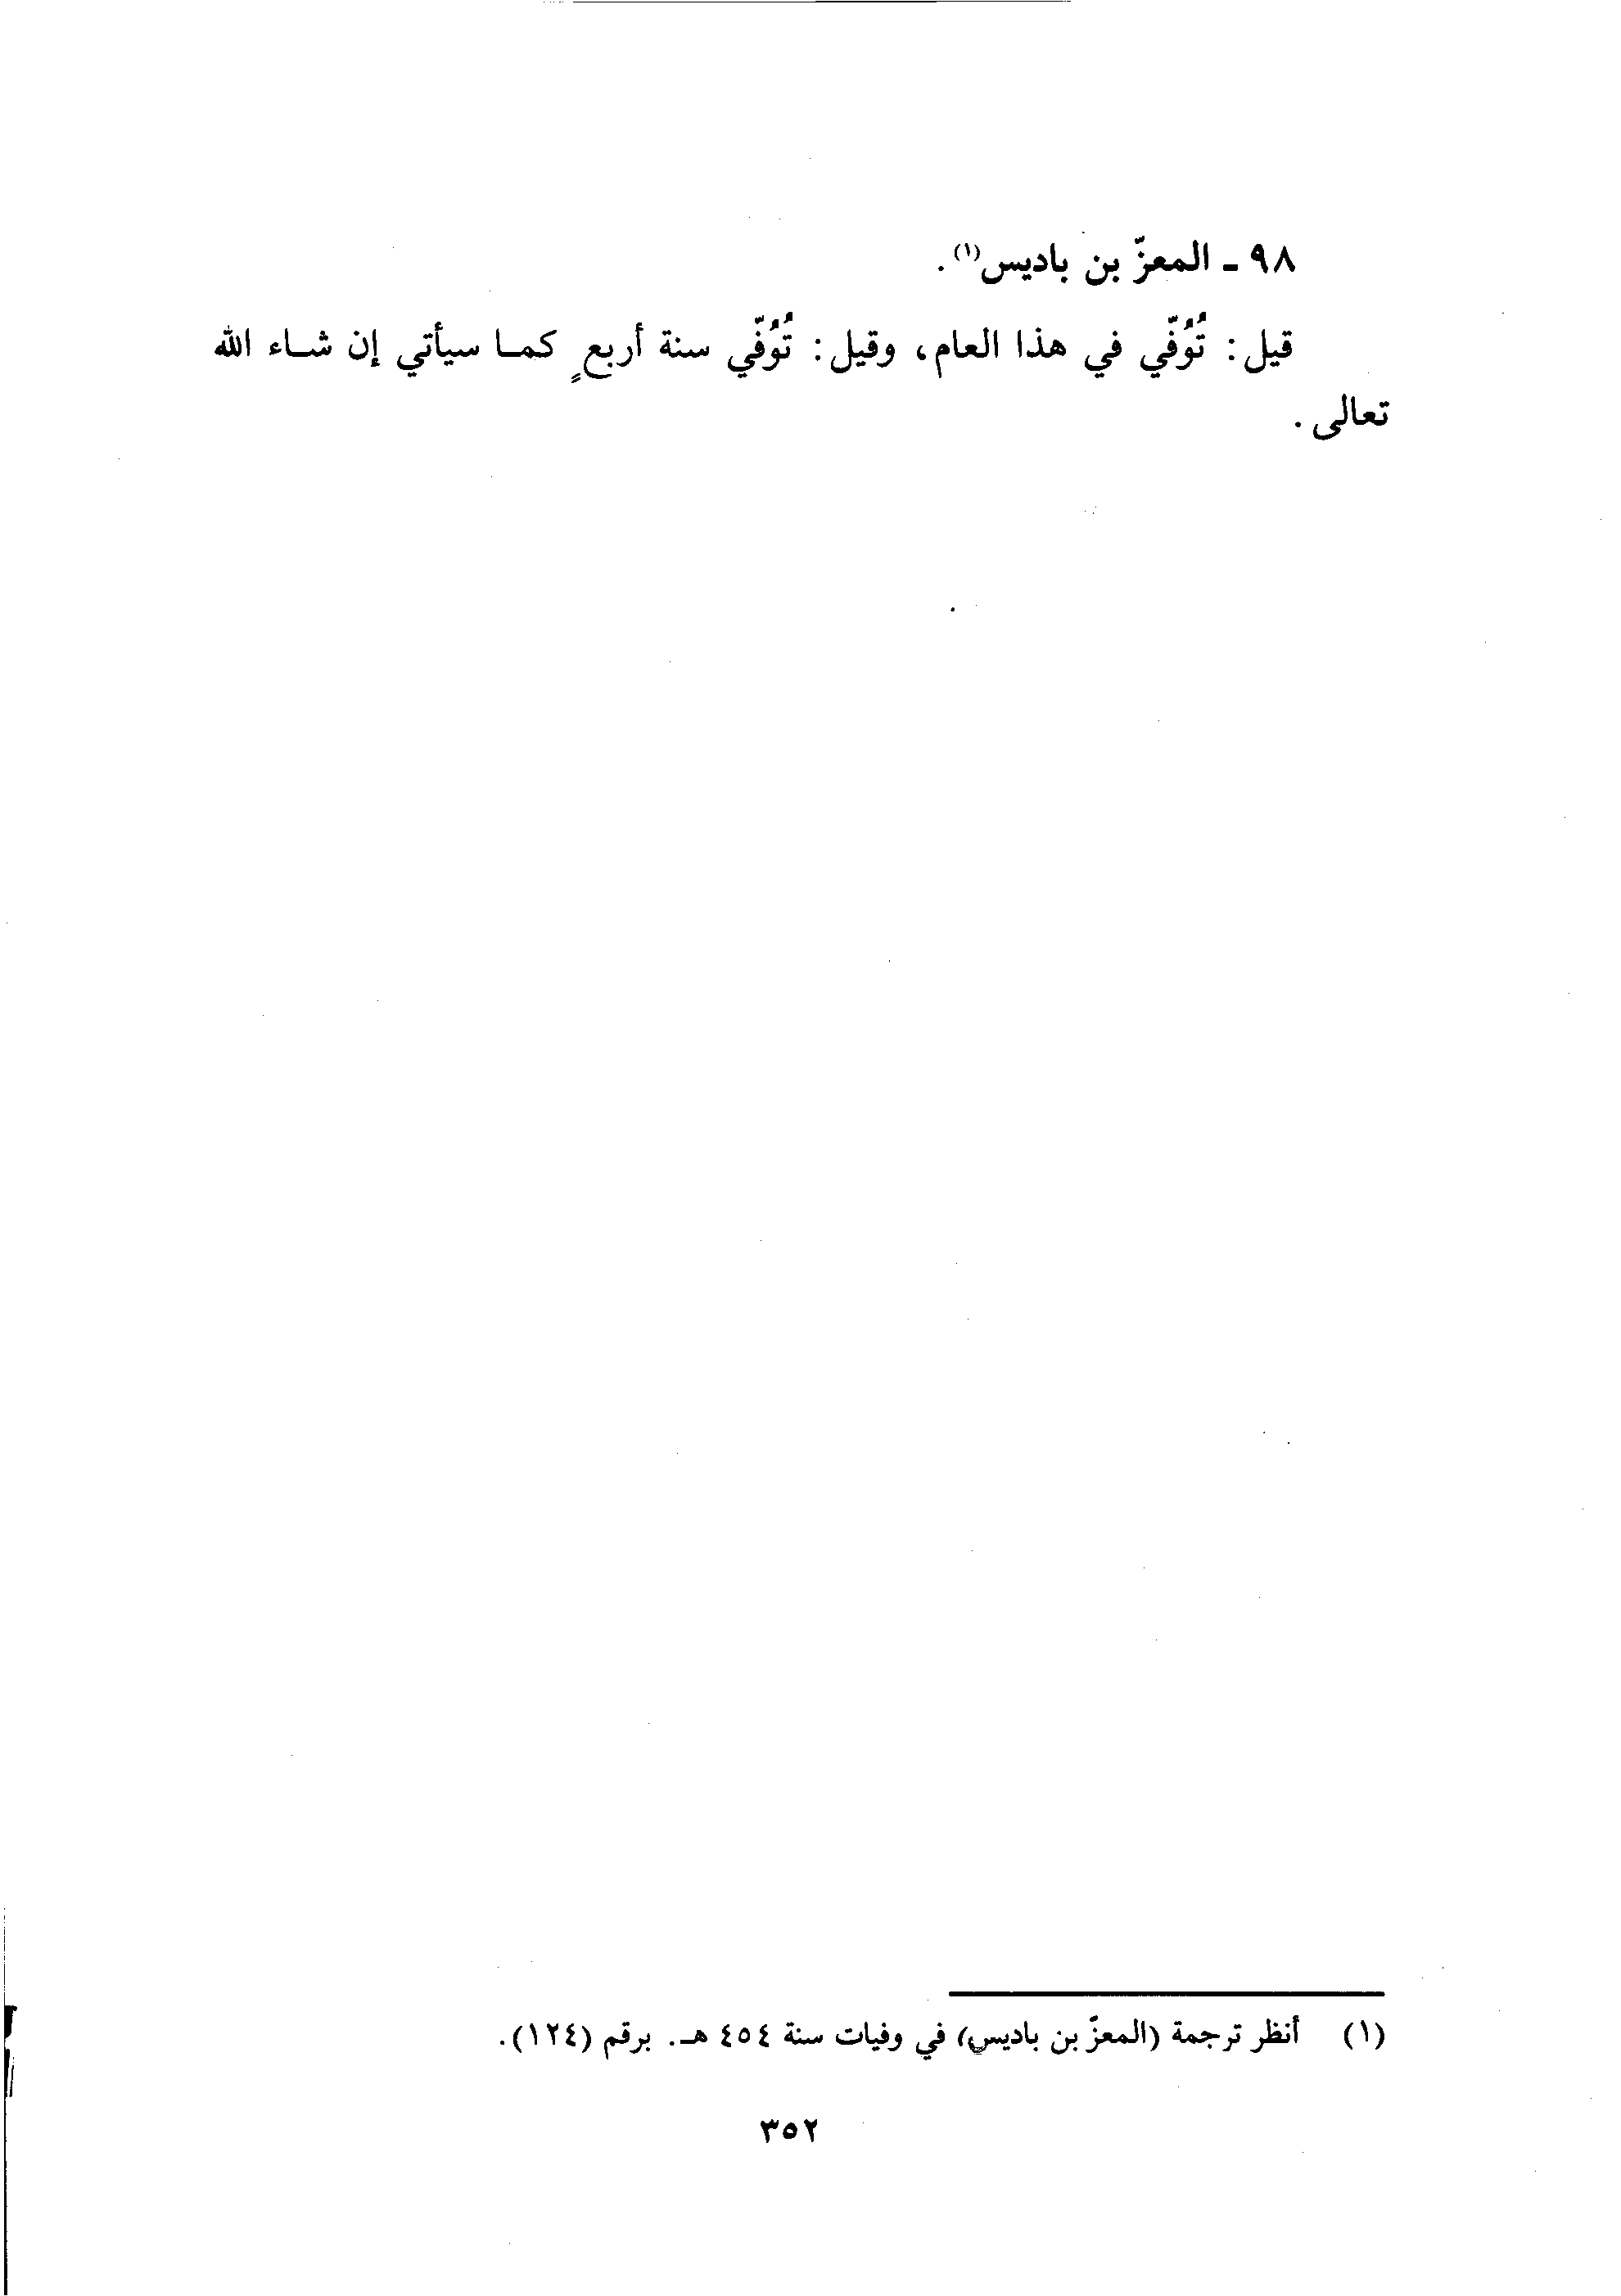 ٩٨ - المعزّ بن باديس(١).
قيل: تُوُفّي في هذا العام، وقيل: تُوُفّي سنة أربعٍ كما سيأتي إن شاء الله
تعالى.
(١) أنظر ترجمة (المعزّ بن باديس) في وفيات سنة ٤٥٤ هـ. برقم (١٢٤).
٣٥٢